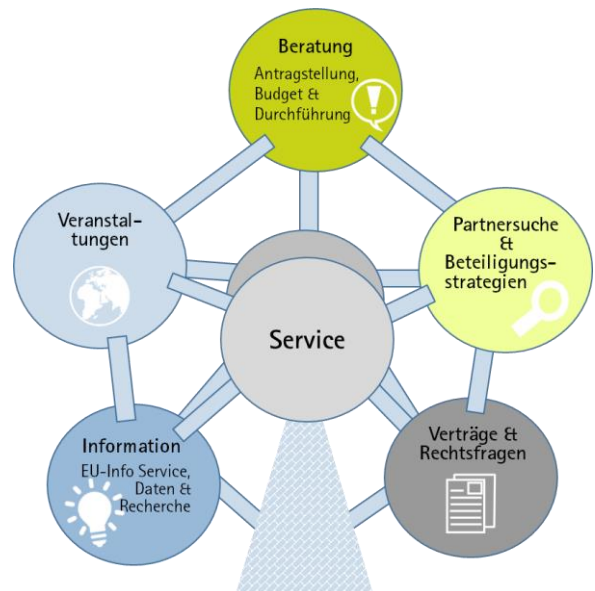 Beratung
Antragstellung,
Budget &
Durchführung
Veranstal-
tungen
Partnersuche
&
Beteiligungs-
strategien
Service
Information
EU-Info Service,
Daten &
Recherche
Verträge &
Rechtsfragen